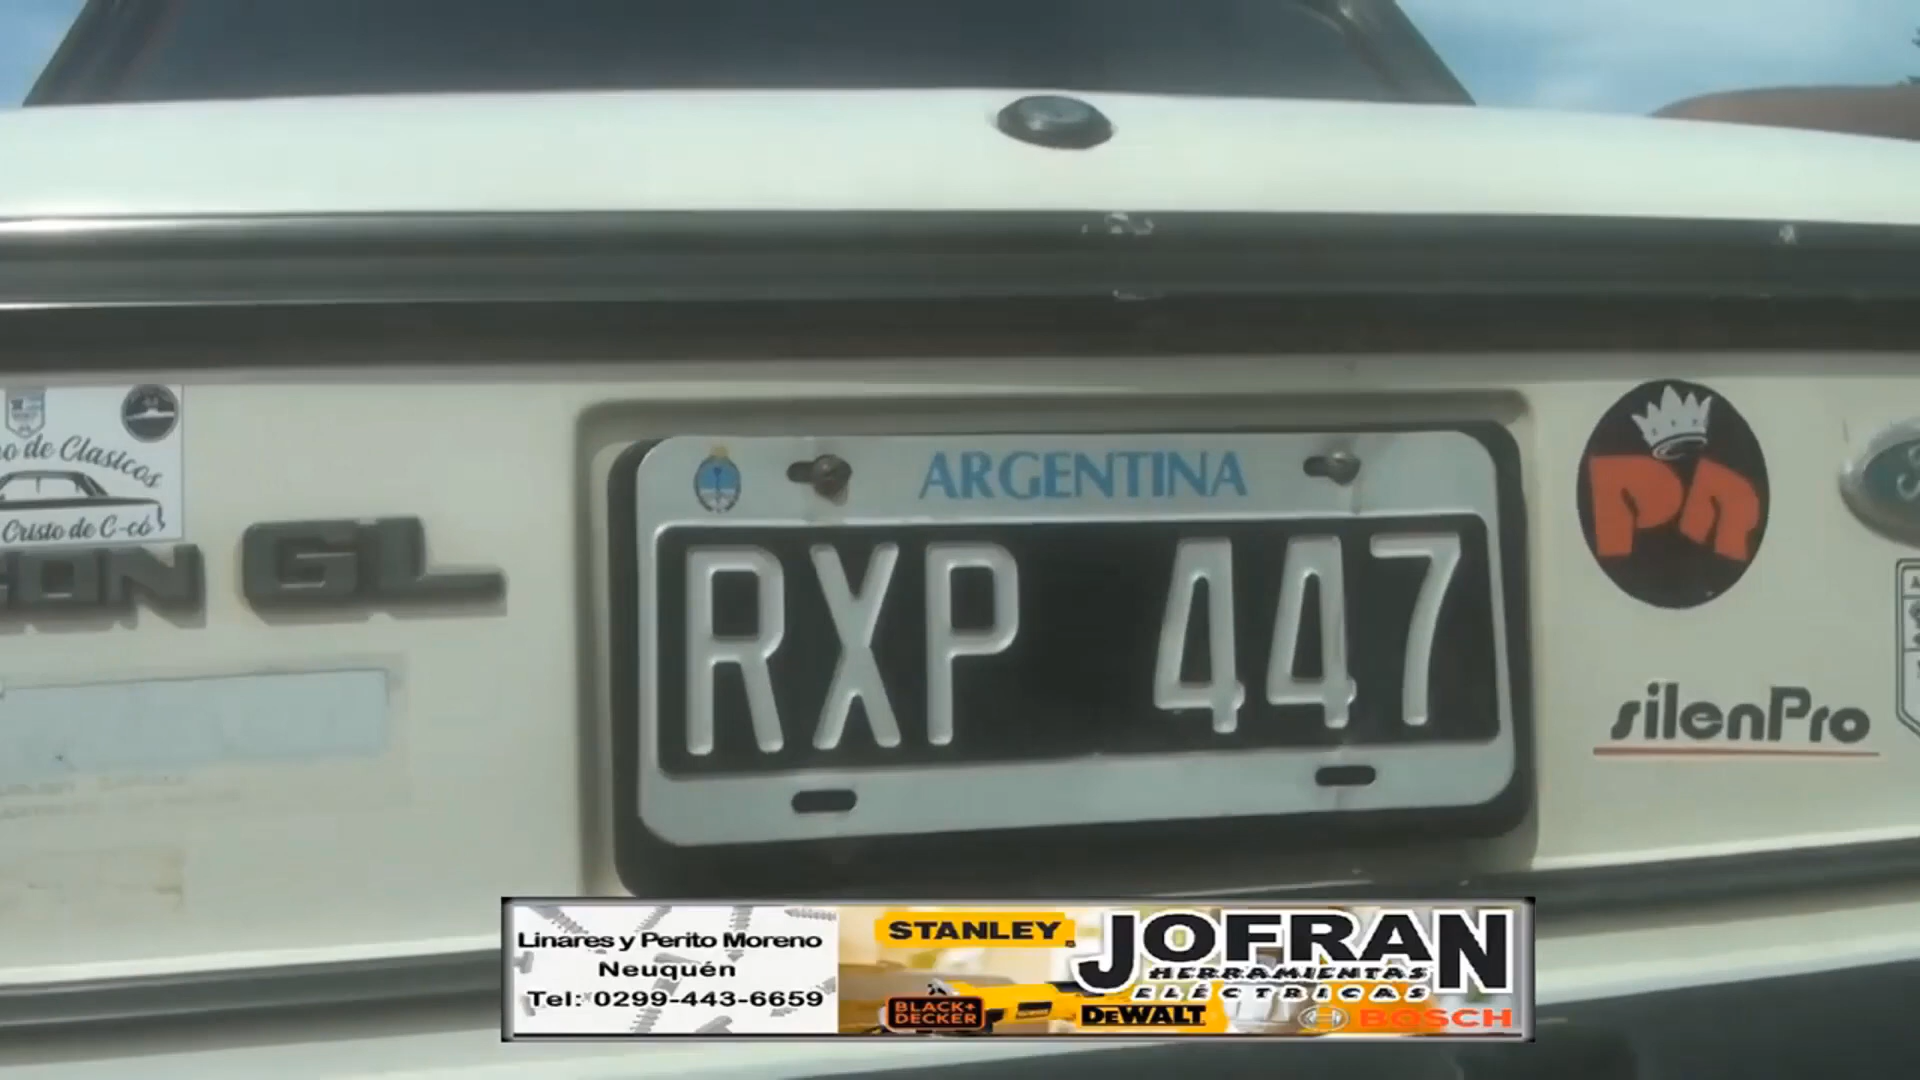 de Clasicos
Cristo de C-có
GL
ARGENTINA
RXP 447
PR
silenPro
Linares y Perito Moreno
Neuquén
Tel: 0299-443-6659
STANLEY
JOFRAN
HERRAMIENTAS
ELÉCTRICAS
BLACK+
DECKER
DEWALT
BOSCH